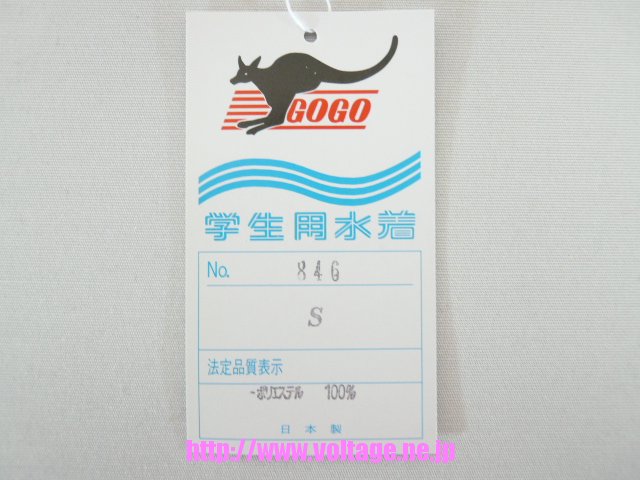 GOGO
学生用水着
No. 846
S
法定品質表示
-ポリエステル 100%
日本製
http://www.voltage.ne.jp